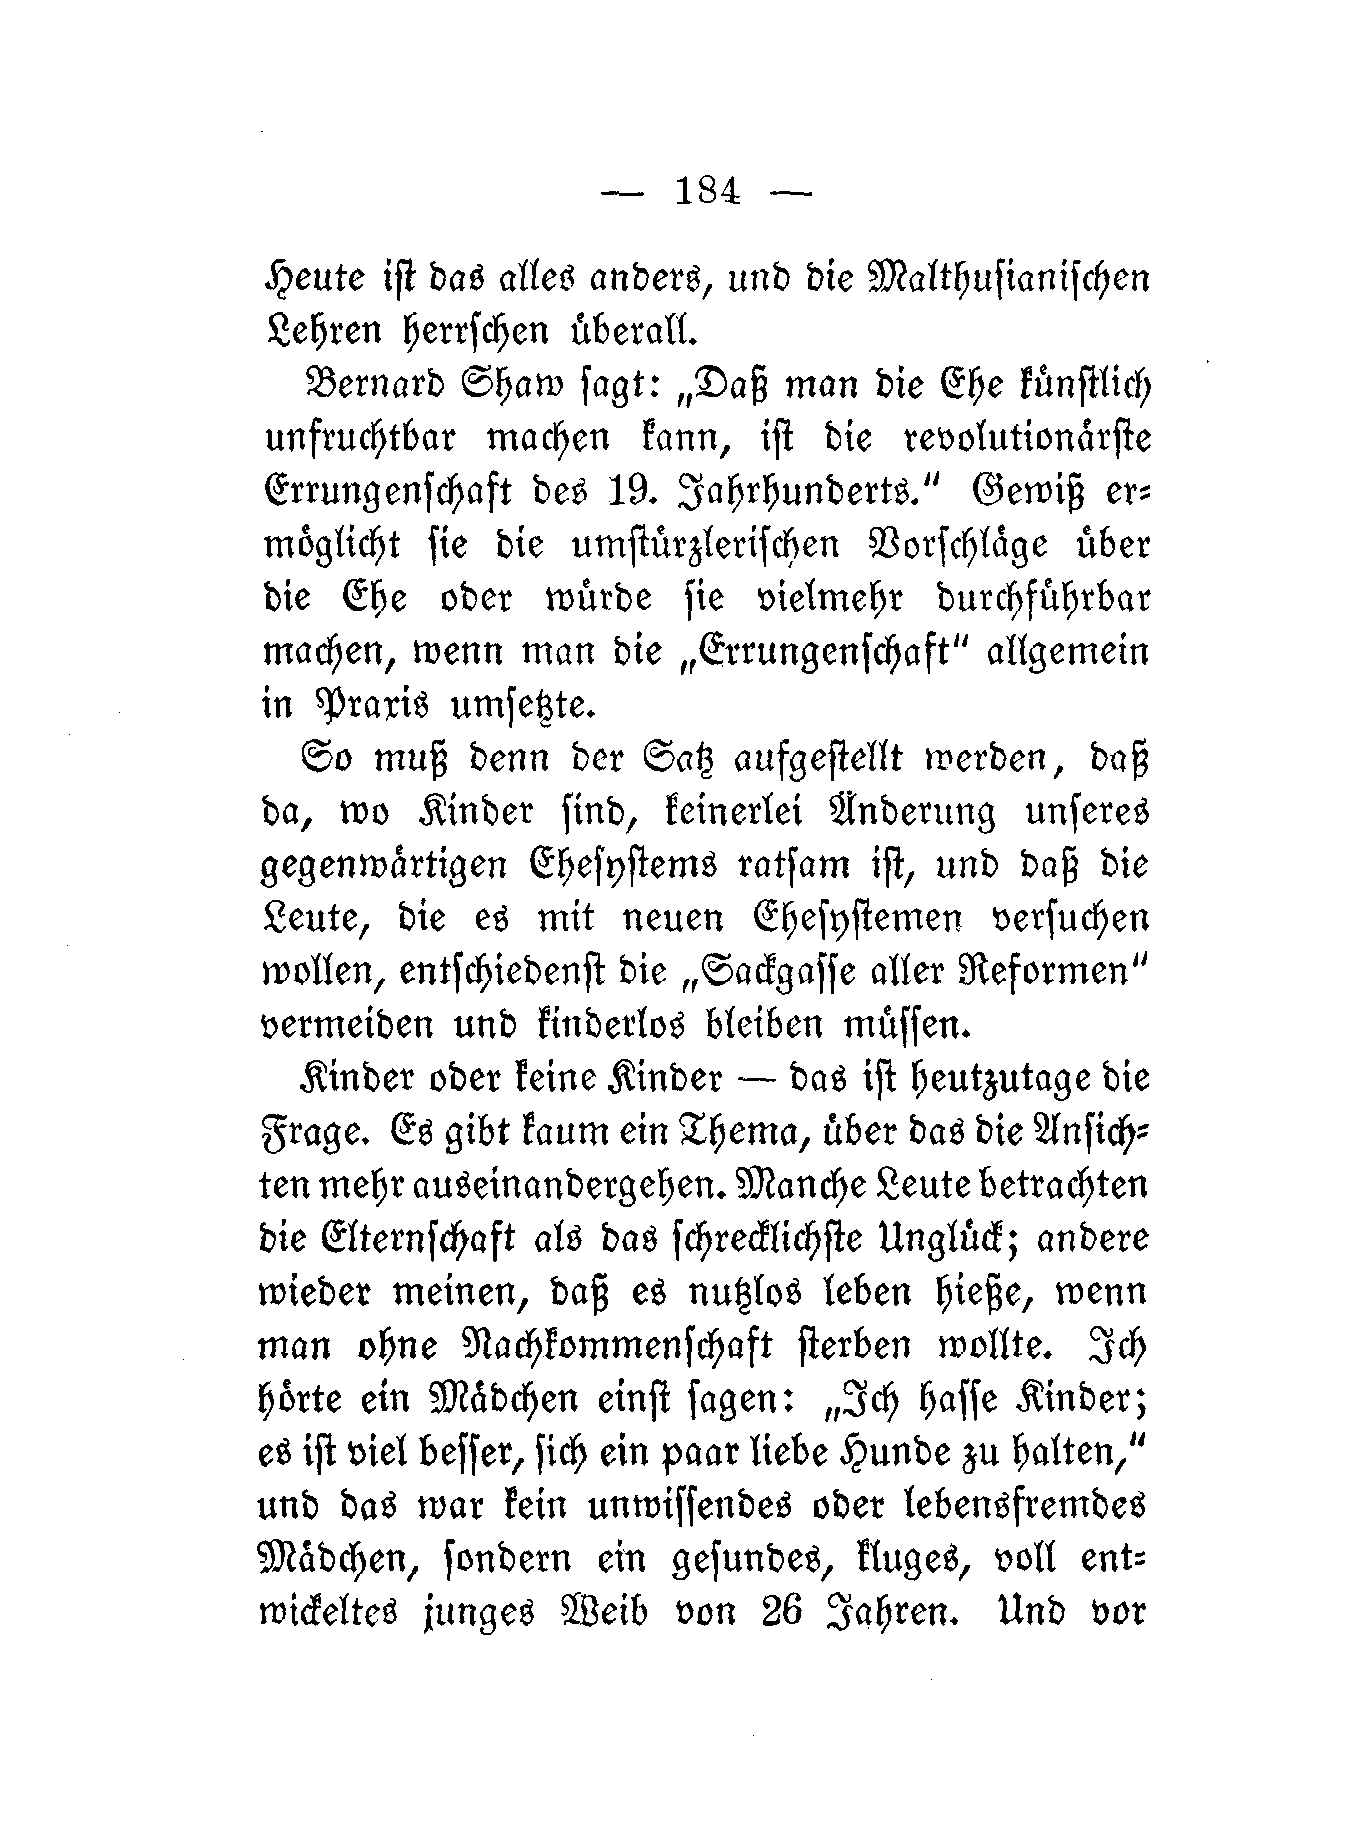 — 184 —
Heute ist das alles anders, und die Malthusianischen
Lehren herrschen überall.
Bernard Shaw sagt: „Daß man die Ehe künstlich
unfruchtbar machen kann, ist die revolutionärste
Errungenschaft des 19. Jahrhunderts.“ Gewiß er-
möglicht sie die umstürzlerischen Vorschläge über
die Ehe oder würde sie vielmehr durchführbar
machen, wenn man die „Errungenschaft“ allgemein
in Praxis umsetzte.
So muß denn der Satz aufgestellt werden, daß
da, wo Kinder sind, keinerlei Änderung unseres
gegenwärtigen Ehesystems ratsam ist, und daß die
Leute, die es mit neuen Ehesystemen versuchen
wollen, entschiedenst die „Sackgasse aller Reformen“
vermeiden und kinderlos bleiben müssen.
Kinder oder keine Kinder — das ist heutzutage die
Frage. Es gibt kaum ein Thema, über das die Ansich-
ten mehr auseinandergehen. Manche Leute betrachten
die Elternschaft als das schrecklichste Unglück; andere
wieder meinen, daß es nutzlos leben hieße, wenn
man ohne Nachkommenschaft sterben wollte. Ich
hörte ein Mädchen einst sagen: „Ich hasse Kinder;
es ist viel besser, sich ein paar liebe Hunde zu halten,“
und das war kein unwissendes oder lebensfremdes
Mädchen, sondern ein gesundes, kluges, voll ent-
wickeltes junges Weib von 26 Jahren. Und vor